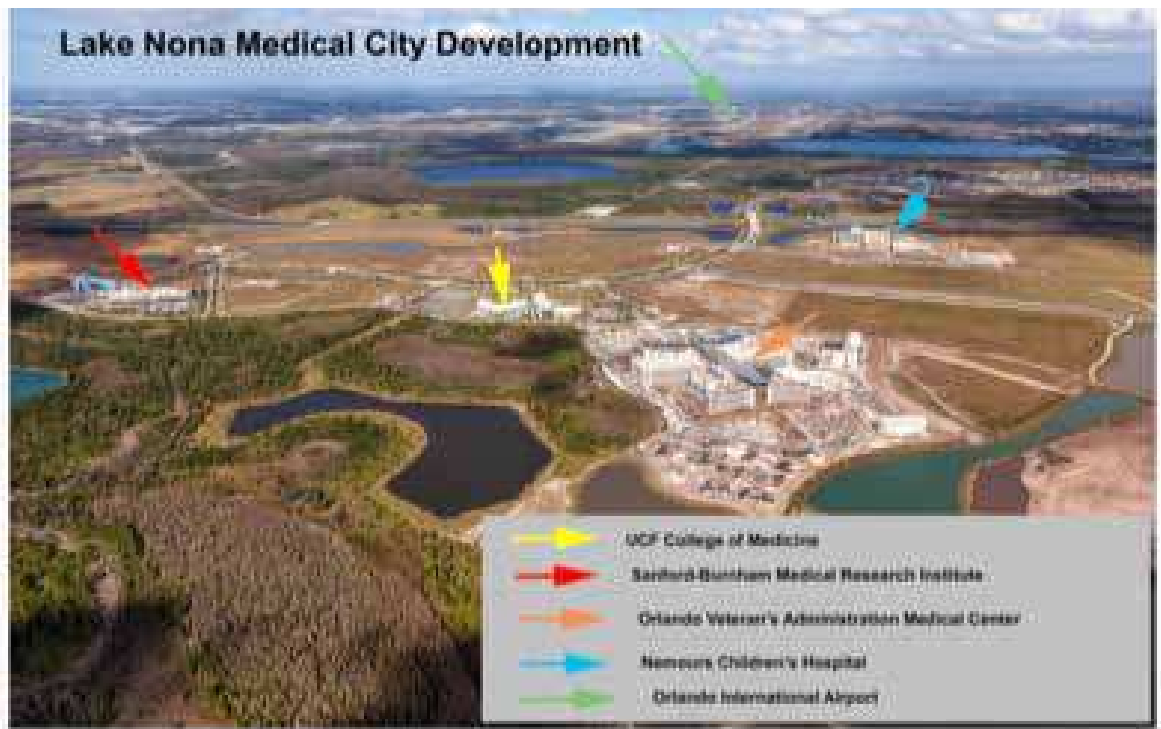 Lake Nona Medical City Development
UCF College of Medicine
Sanford-Burnham Medical Research Institute
Orlando Veteran's Administration Medical Center
Nemours Children's Hospital
Orlando International Airport